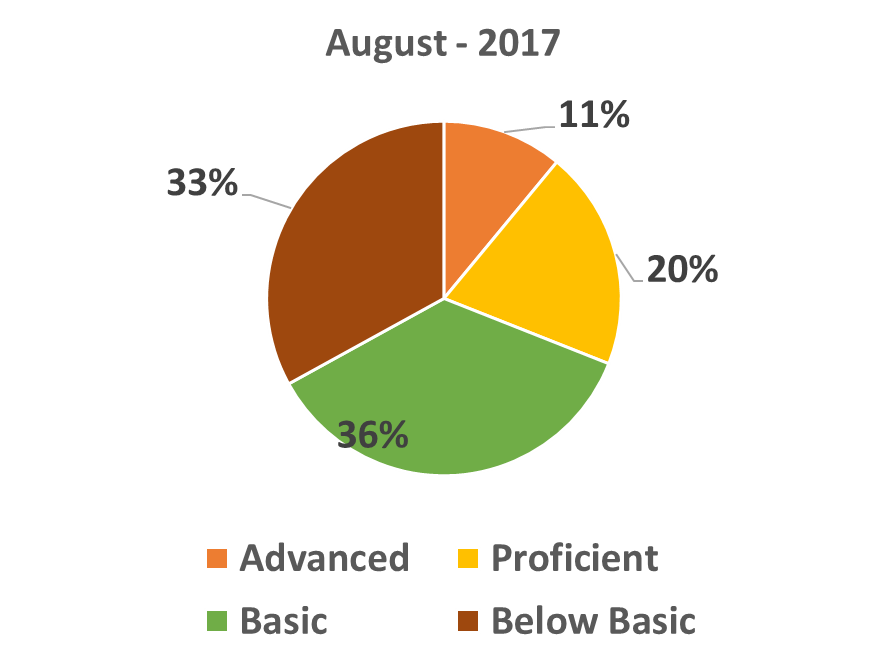 August - 2017
11%
33%
20%
36%
Advanced
Proficient
Basic
Below Basic